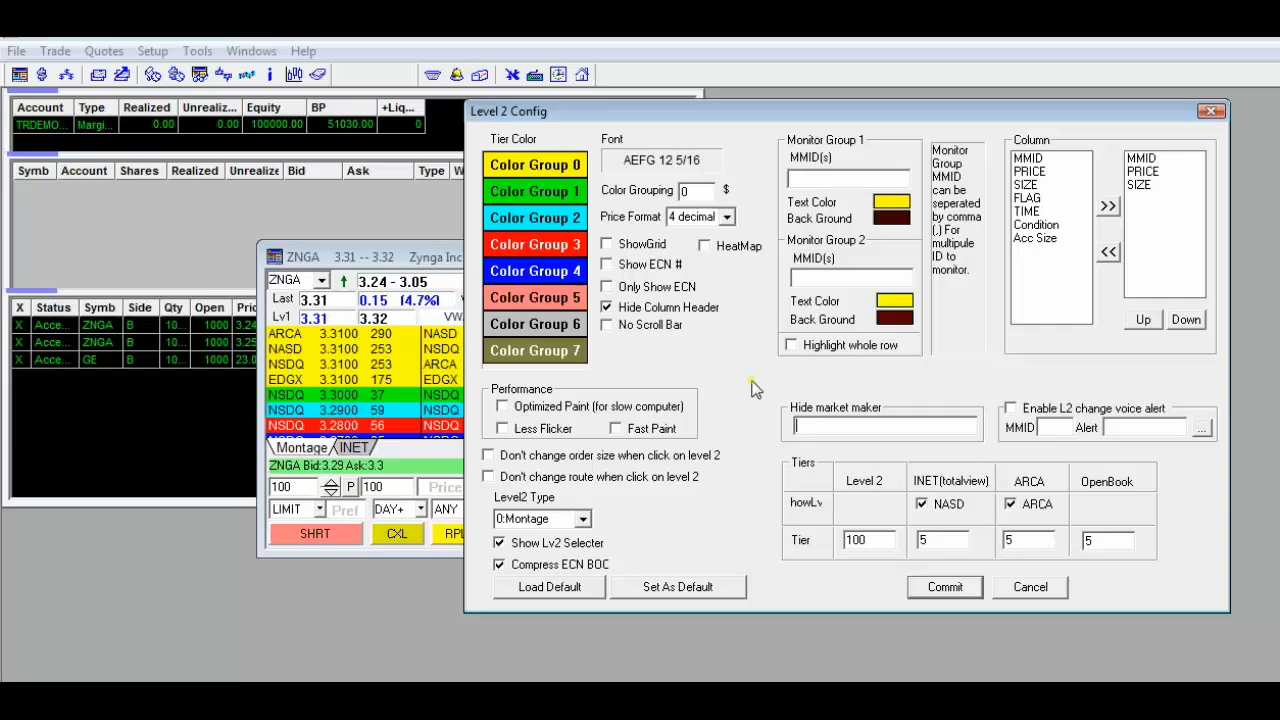 File Trade Quotes Setup Tools Windows Help
Account Type Realized Unrealiz... Equity BP +Liq...
TRDEMO... Margi... 0.00 0.00 100000.00 51030.00 0
Symb Account Shares Realized Unrealize Bid Ask Type
X Status Symb Side Qty Open Pric
X Acce... ZNGA B 10... 1000 3.24
X Acce... ZNGA B 10... 1000 3.25
X Acce... GE B 10... 1000 23.0
ZNGA 3.31 -- 3.32 Zynga Inc
ZNGA 3.24 - 3.05
Last 3.31 0.15 (4.7%)
Lv1 3.31 3.32 VW
ARCA 3.3100 290 NASD
NASD 3.3100 253 NSDQ
NSDQ 3.3100 253 ARCA
EDGX 3.3100 175 EDGX
NSDQ 3.3000 37 NSDQ
NSDQ 3.2900 59 NSDQ
NSDQ 3.2800 56 NSDQ
Montage INET
ZNGA Bid:3.29 Ask:3.3
100 P 100 Price
LIMIT Pref DAY+ ANY
SHRT CXL RPL
Level 2 Config
Tier Color
Color Group 0
Color Group 1
Color Group 2
Color Group 3
Color Group 4
Color Group 5
Color Group 6
Color Group 7
Font
AEFG 12 5/16
Color Grouping 0 $
Price Format 4 decimal
ShowGrid HeatMap
Show ECN #
Only Show ECN
Hide Column Header
No Scroll Bar
Performance
Optimized Paint (for slow computer)
Less Flicker Fast Paint
Don't change order size when click on level 2
Don't change route when click on level 2
Level2 Type
0:Montage
Show Lv2 Selecter
Compress ECN BOC
Load Default Set As Default
Monitor Group 1
MMID(s)
Text Color
Back Ground
Monitor Group 2
MMID(s)
Text Color
Back Ground
Highlight whole row
Monitor
Group
MMID
can be
seperated
by comma
(,) For
multipule
ID to
monitor.
Column
MMID
PRICE
SIZE
FLAG
TIME
Condition
Acc Size
>>
<<
MMID
PRICE
SIZE
Up Down
Hide market maker
Enable L2 change voice alert
MMID Alert ...
Tiers
Level 2 INET(totalview) ARCA OpenBook
howLv NASD ARCA
Tier 100 5 5 5
Commit Cancel